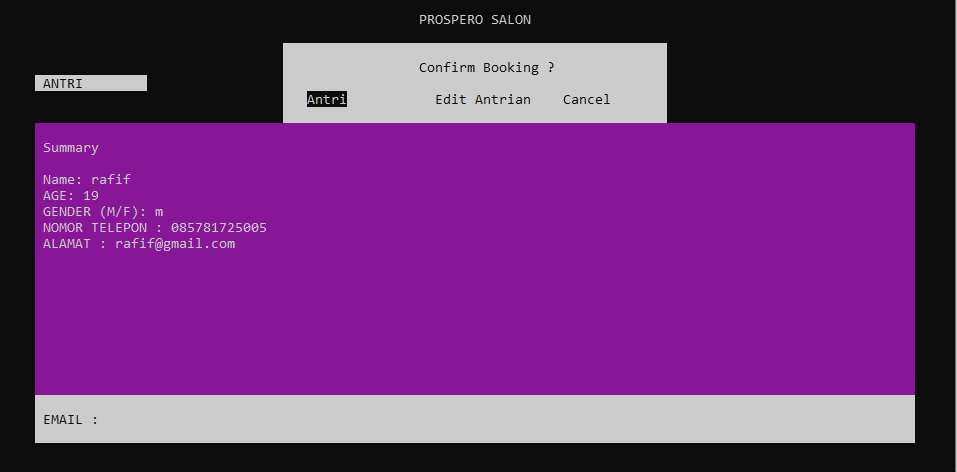 PROSPERO SALON
Confirm Booking ?
ANTRI
Antri Edit Antrian Cancel
Summary
Name: rafif
AGE: 19
GENDER (M/F): m
NOMOR TELEPON : 085781725005
ALAMAT : rafif@gmail.com
EMAIL :